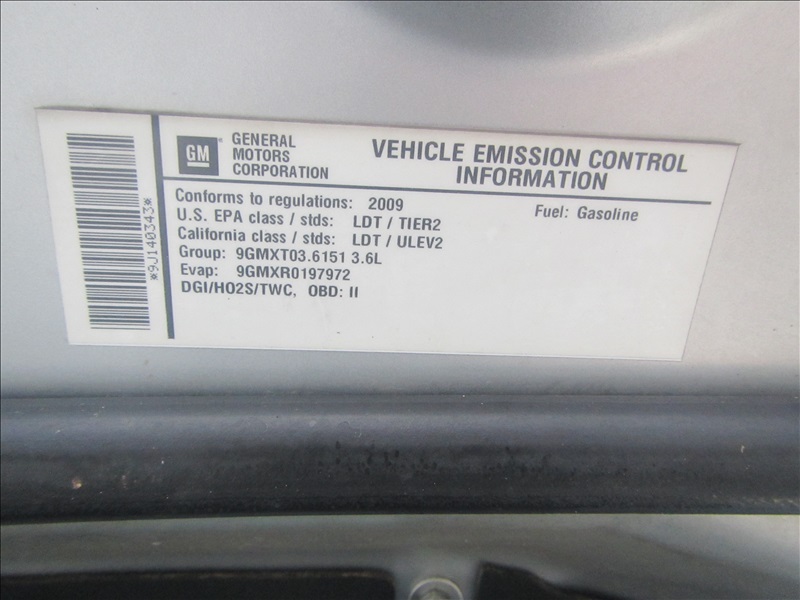 *9J140343*
GM
GENERAL
MOTORS
CORPORATION
VEHICLE EMISSION CONTROL
INFORMATION
Conforms to regulations: 2009
Fuel: Gasoline
U.S. EPA class / stds: LDT / TIER2
California class / stds: LDT / ULEV2
Group: 9GMXT03.6151 3.6L
Evap: 9GMXR0197972
DGI/HO2S/TWC, OBD: II